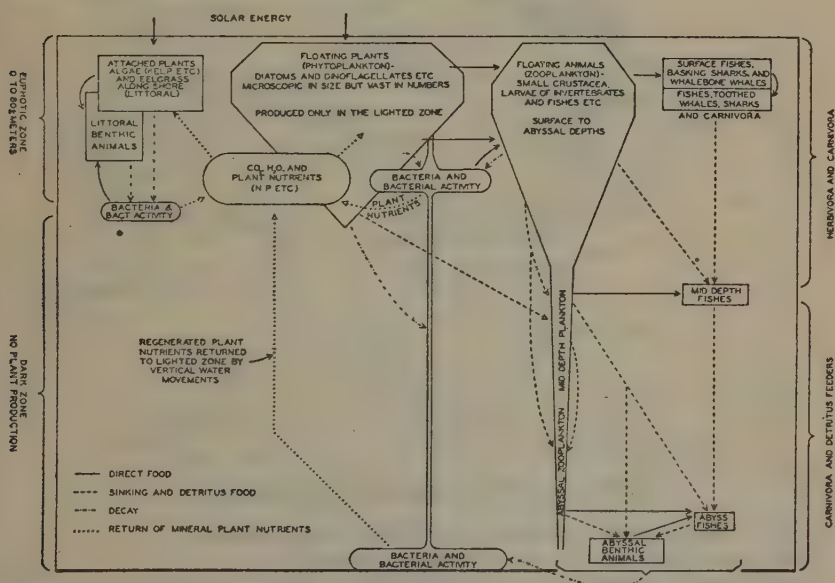 SOLAR ENERGY
EUPHOTIC ZONE
0 TO 80± METERS
ATTACHED PLANTS
ALGAE (KELP ETC)
AND EELGRASS
ALONG SHORE
(LITTORAL)
LITTORAL
BENTHIC
ANIMALS
BACTERIA &
BACT ACTIVITY
FLOATING PLANTS
(PHYTOPLANKTON)-
DIATOMS AND DINOFLAGELLATES ETC
MICROSCOPIC IN SIZE BUT VAST IN NUMBERS
PRODUCED ONLY IN THE LIGHTED ZONE
CO₂, H₂O, AND
PLANT NUTRIENTS
(N P ETC)
BACTERIA AND
BACTERIAL ACTIVITY
PLANT
NUTRIENTS
FLOATING ANIMALS
(ZOOPLANKTON)-
SMALL CRUSTACEA,
LARVAE OF INVERTEBRATES
AND FISHES ETC
SURFACE TO
ABYSSAL DEPTHS
SURFACE FISHES,
BASKING SHARKS, AND
WHALEBONE WHALES
FISHES, TOOTHED
WHALES, SHARKS
AND CARNIVORA
HERBIVORA AND CARNIVORA
MID DEPTH
FISHES
MID DEPTH PLANKTON
ABYSSAL ZOOPLANKTON
DARK ZONE
NO PLANT PRODUCTION
REGENERATED PLANT
NUTRIENTS RETURNED
TO LIGHTED ZONE BY
VERTICAL WATER
MOVEMENTS
CARNIVORA AND DETRITUS FEEDERS
DIRECT FOOD
SINKING AND DETRITUS FOOD
DECAY
RETURN OF MINERAL PLANT NUTRIENTS
ABYSS
FISHES
ABYSSAL
BENTHIC
ANIMALS
BACTERIA AND
BACTERIAL ACTIVITY